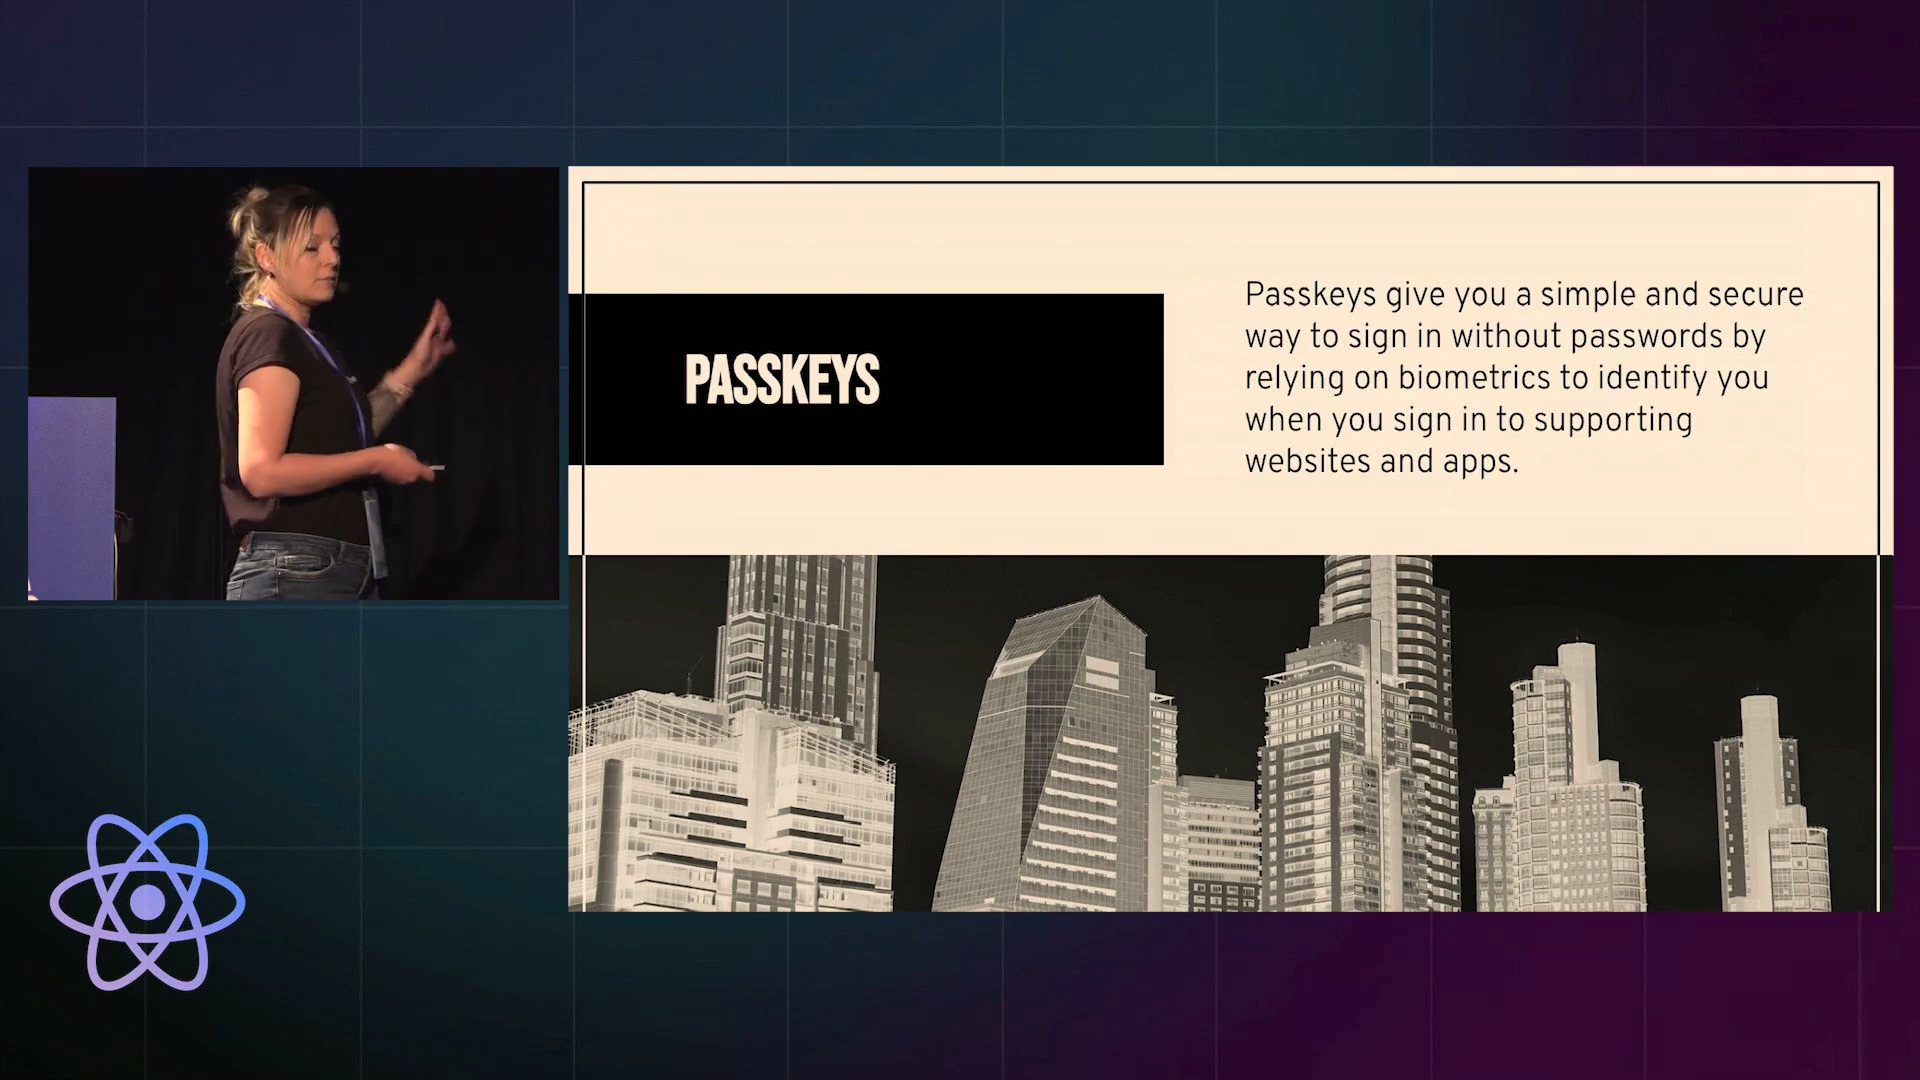 PASSKEYS
Passkeys give you a simple and secure
way to sign in without passwords by
relying on biometrics to identify you
when you sign in to supporting
websites and apps.